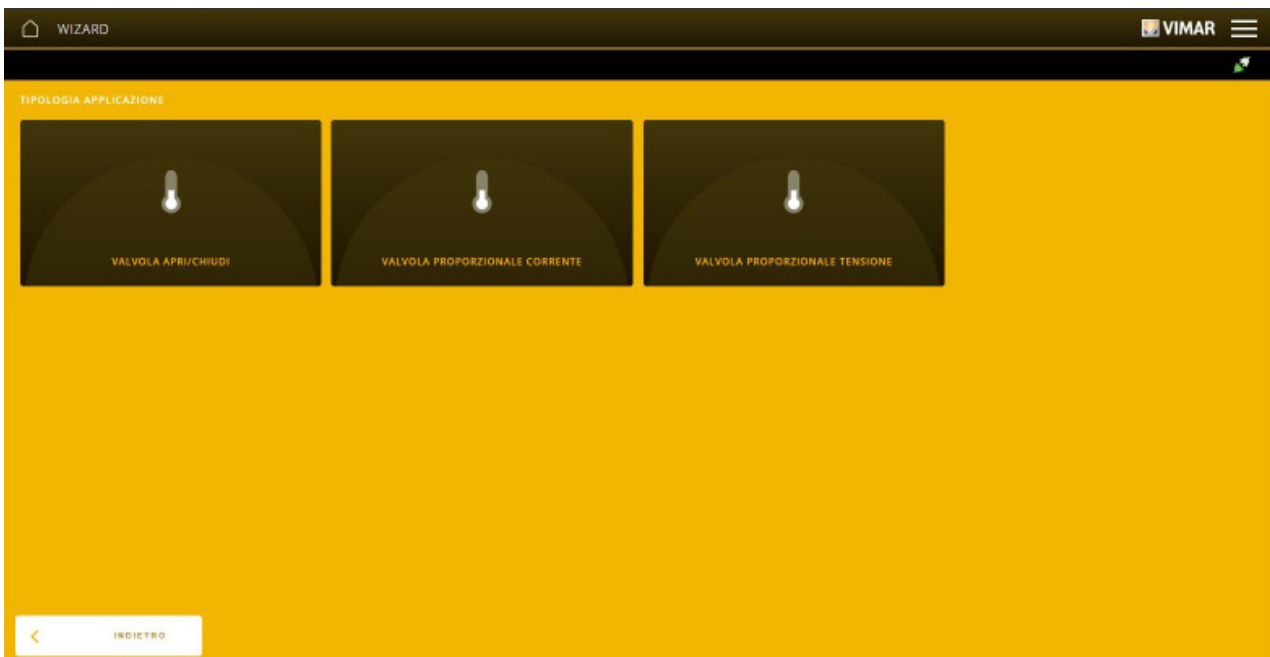 WIZARD
VIMAR
TIPOLOGIA APPLICAZIONE
VALVOLA APRI/CHIUDI
VALVOLA PROPORZIONALE CORRENTE
VALVOLA PROPORZIONALE TENSIONE
INDIETRO